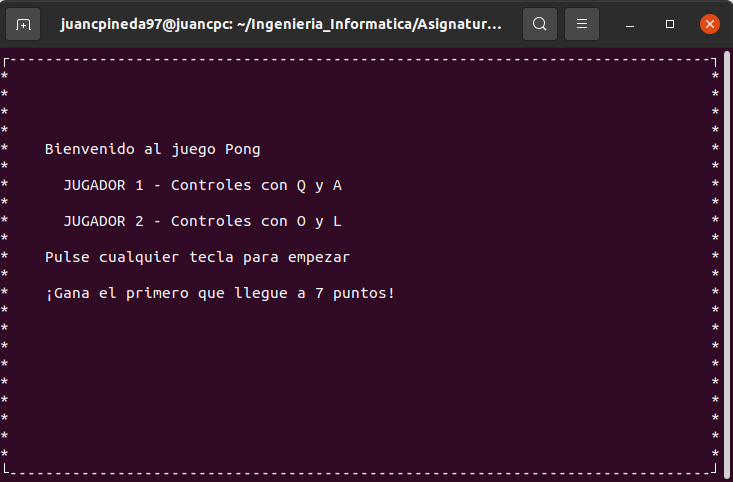 juancpineda97@juancpc: ~/Ingenieria_Informatica/Asignatur...
Bienvenido al juego Pong
JUGADOR 1 - Controles con Q y A
JUGADOR 2 - Controles con O y L
Pulse cualquier tecla para empezar
¡Gana el primero que llegue a 7 puntos!